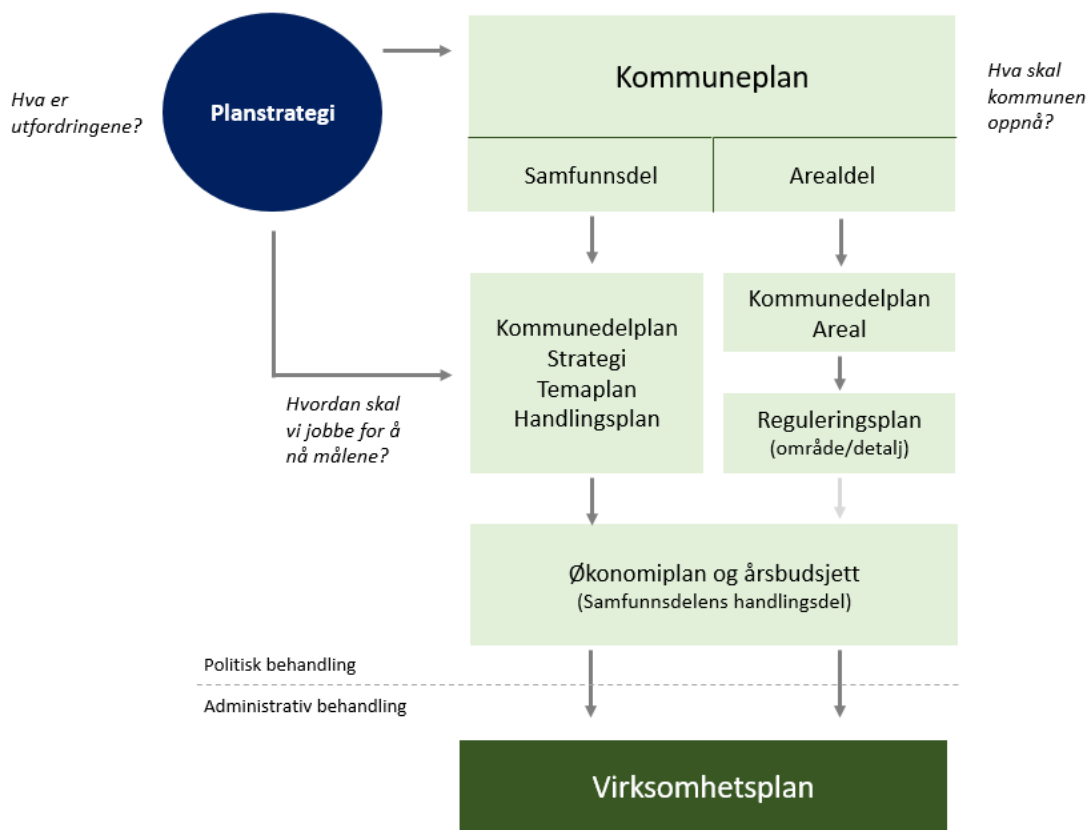 Hva er
utfordringene?
Planstrategi
Kommuneplan
Hva skal
kommunen
oppnå?
Samfunnsdel
Arealdel
Kommunedelplan
Strategi
Temaplan
Handlingsplan
Kommunedelplan
Areal
Hvordan skal
vi jobbe for å
nå målene?
Reguleringsplan
(område/detalj)
Økonomiplan og årsbudsjett
(Samfunnsdelens handlingsdel)
Politisk behandling
Administrativ behandling
Virksomhetsplan